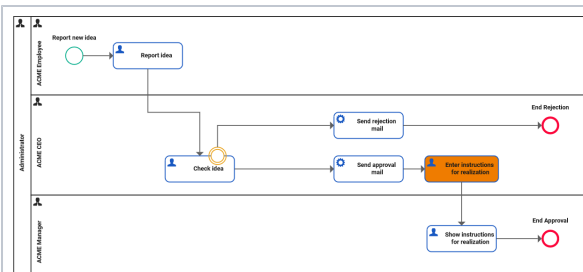 Report new idea
Report idea
ACME Employee
End Rejection
Send rejection
mail
Administrator
ACME CEO
Check idea
Send approval
mail
Enter instructions
for realization
End Approval
ACME Manager
Show instructions
for realization